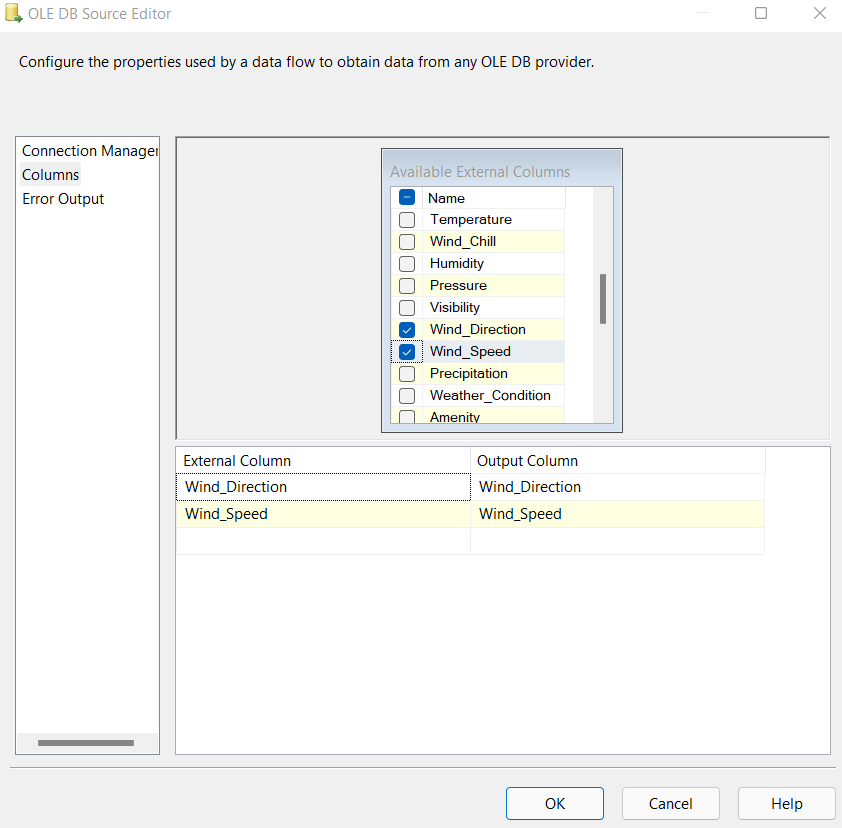 OLE DB Source Editor
Configure the properties used by a data flow to obtain data from any OLE DB provider.
Connection Manager
Columns
Error Output
Available External Columns
Name
Temperature
Wind_Chill
Humidity
Pressure
Visibility
Wind_Direction
Wind_Speed
Precipitation
Weather_Condition
Amenity
External Column Output Column
Wind_Direction Wind_Direction
Wind_Speed Wind_Speed
OK Cancel Help